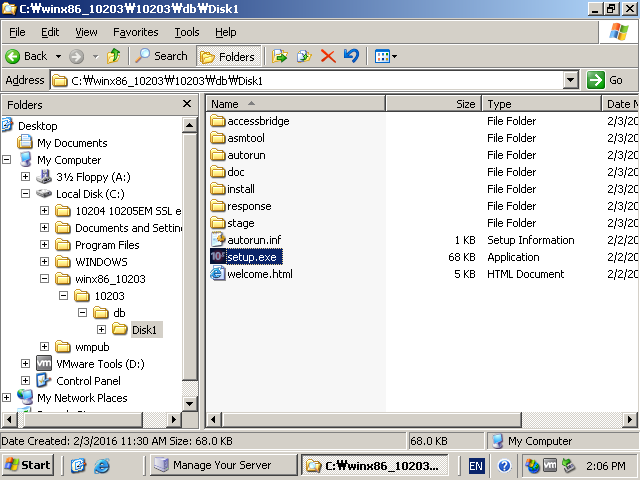 C:₩winx86_10203₩10203₩db₩Disk1
File Edit View Favorites Tools Help
Back Search Folders
Address C:₩winx86_10203₩10203₩db₩Disk1 Go
Folders
Name Size Type Date M
Desktop
My Documents
My Computer
3½ Floppy (A:)
Local Disk (C:)
10204 10205EM SSL e
Documents and Settin
Program Files
WINDOWS
winx86_10203
10203
db
Disk1
wmpub
VMware Tools (D:)
Control Panel
My Network Places
accessbridge File Folder 2/3/20
asmtool File Folder 2/3/20
autorun File Folder 2/3/20
doc File Folder 2/3/20
install File Folder 2/3/20
response File Folder 2/3/20
stage File Folder 2/3/20
autorun.inf 1 KB Setup Information 2/2/20
setup.exe 68 KB Application 2/2/20
welcome.html 5 KB HTML Document 2/2/20
Date Created: 2/3/2016 11:30 AM Size: 68.0 KB 68.0 KB My Computer
Start Manage Your Server C:₩winx86_10203... EN 2:06 PM